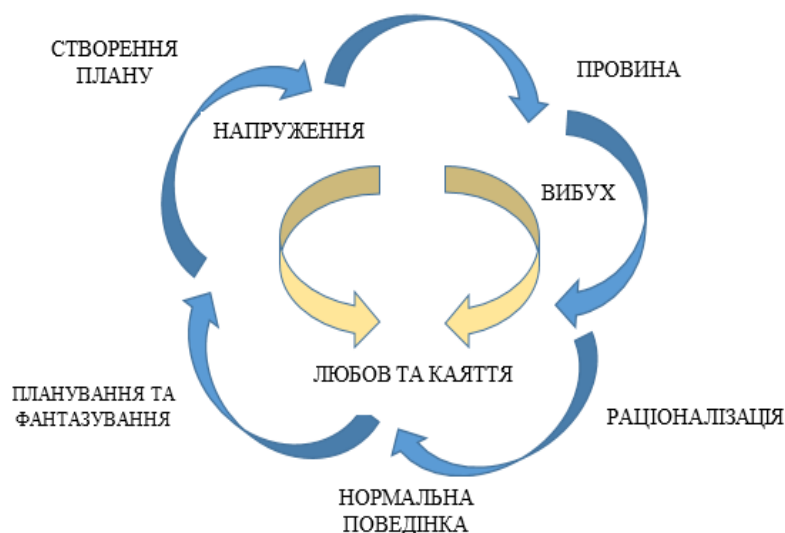 СТВОРЕННЯ
ПЛАНУ
ПРОВИНА
НАПРУЖЕННЯ
ВИБУХ
ЛЮБОВ ТА КАЯТТЯ
ПЛАНУВАННЯ ТА
ФАНТАЗУВАННЯ
РАЦІОНАЛІЗАЦІЯ
НОРМАЛЬНА
ПОВЕДІНКА